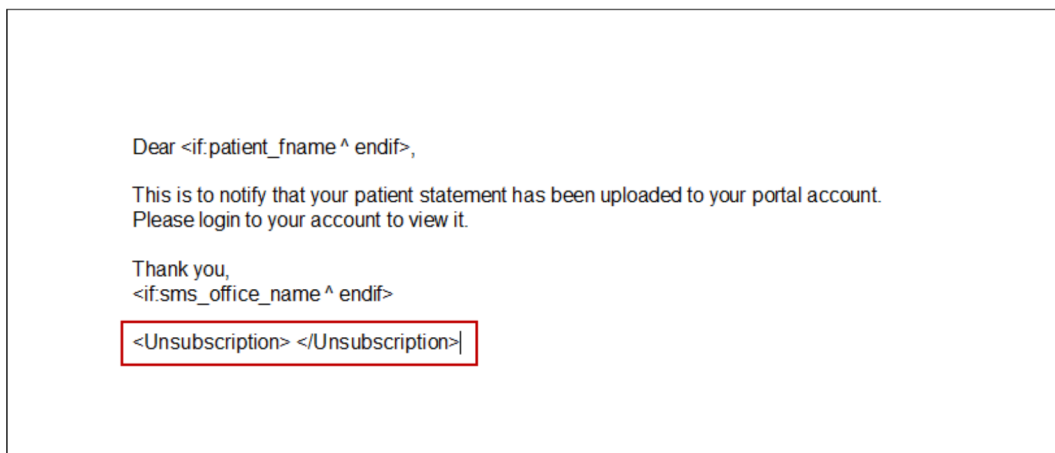 Dear <if:patient_fname ^ endif>,
This is to notify that your patient statement has been uploaded to your portal account.
Please login to your account to view it.
Thank you,
<if:sms_office_name ^ endif>
<Unsubscription> </Unsubscription>